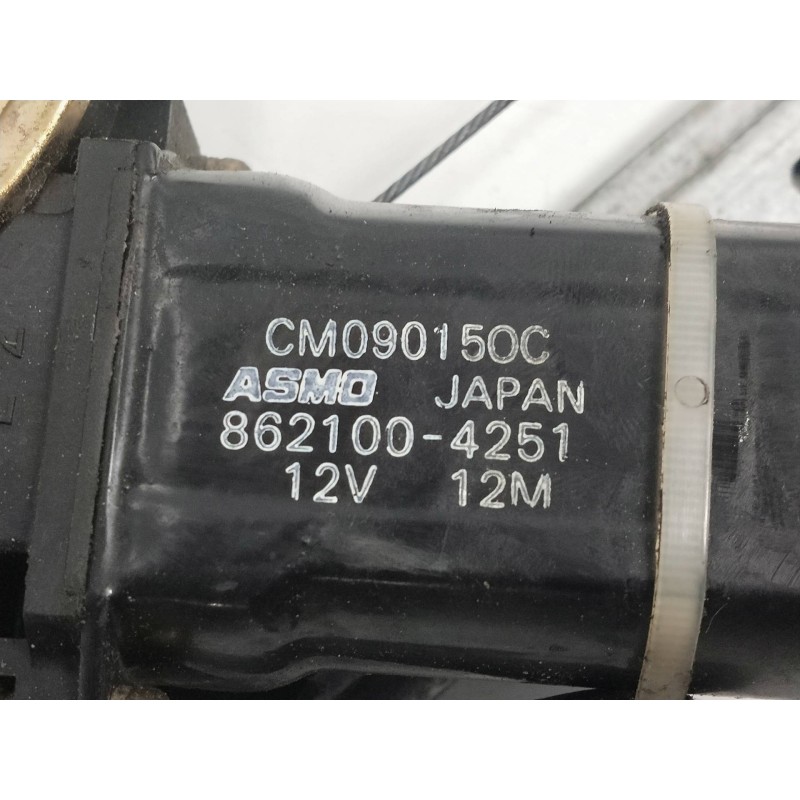 CM090150C
ASMO JAPAN
862100-4251
12V 12M